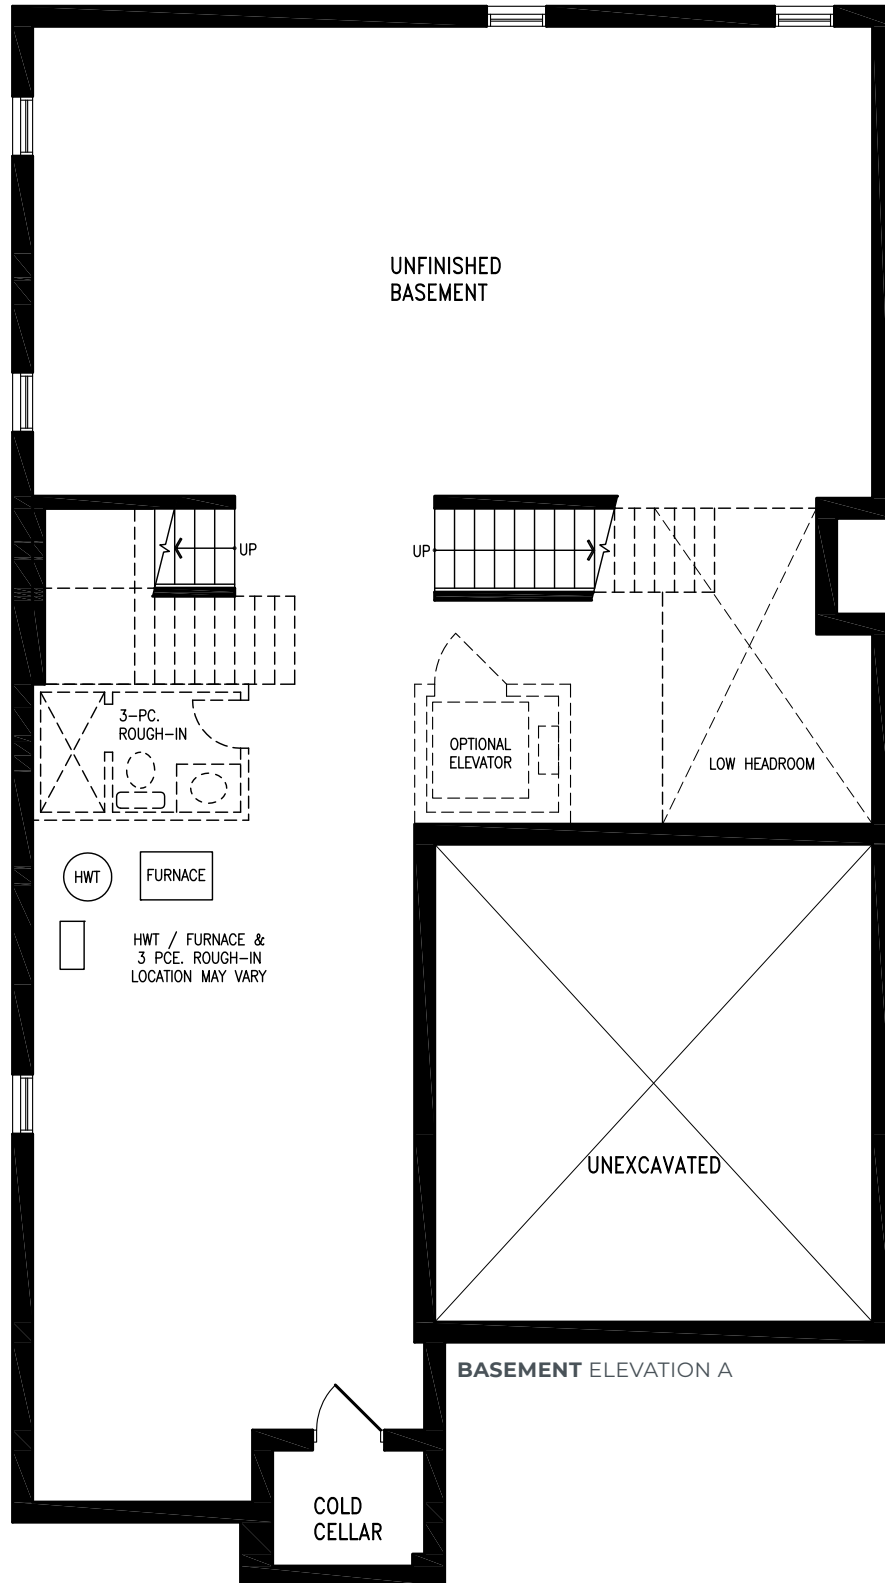 UNFINISHED
BASEMENT
UP
UP
3-PC.
ROUGH-IN
OPTIONAL
ELEVATOR
LOW HEADROOM
HWT
FURNACE
HWT / FURNACE &
3 PCE. ROUGH-IN
LOCATION MAY VARY
UNEXCAVATED
BASEMENT ELEVATION A
COLD
CELLAR